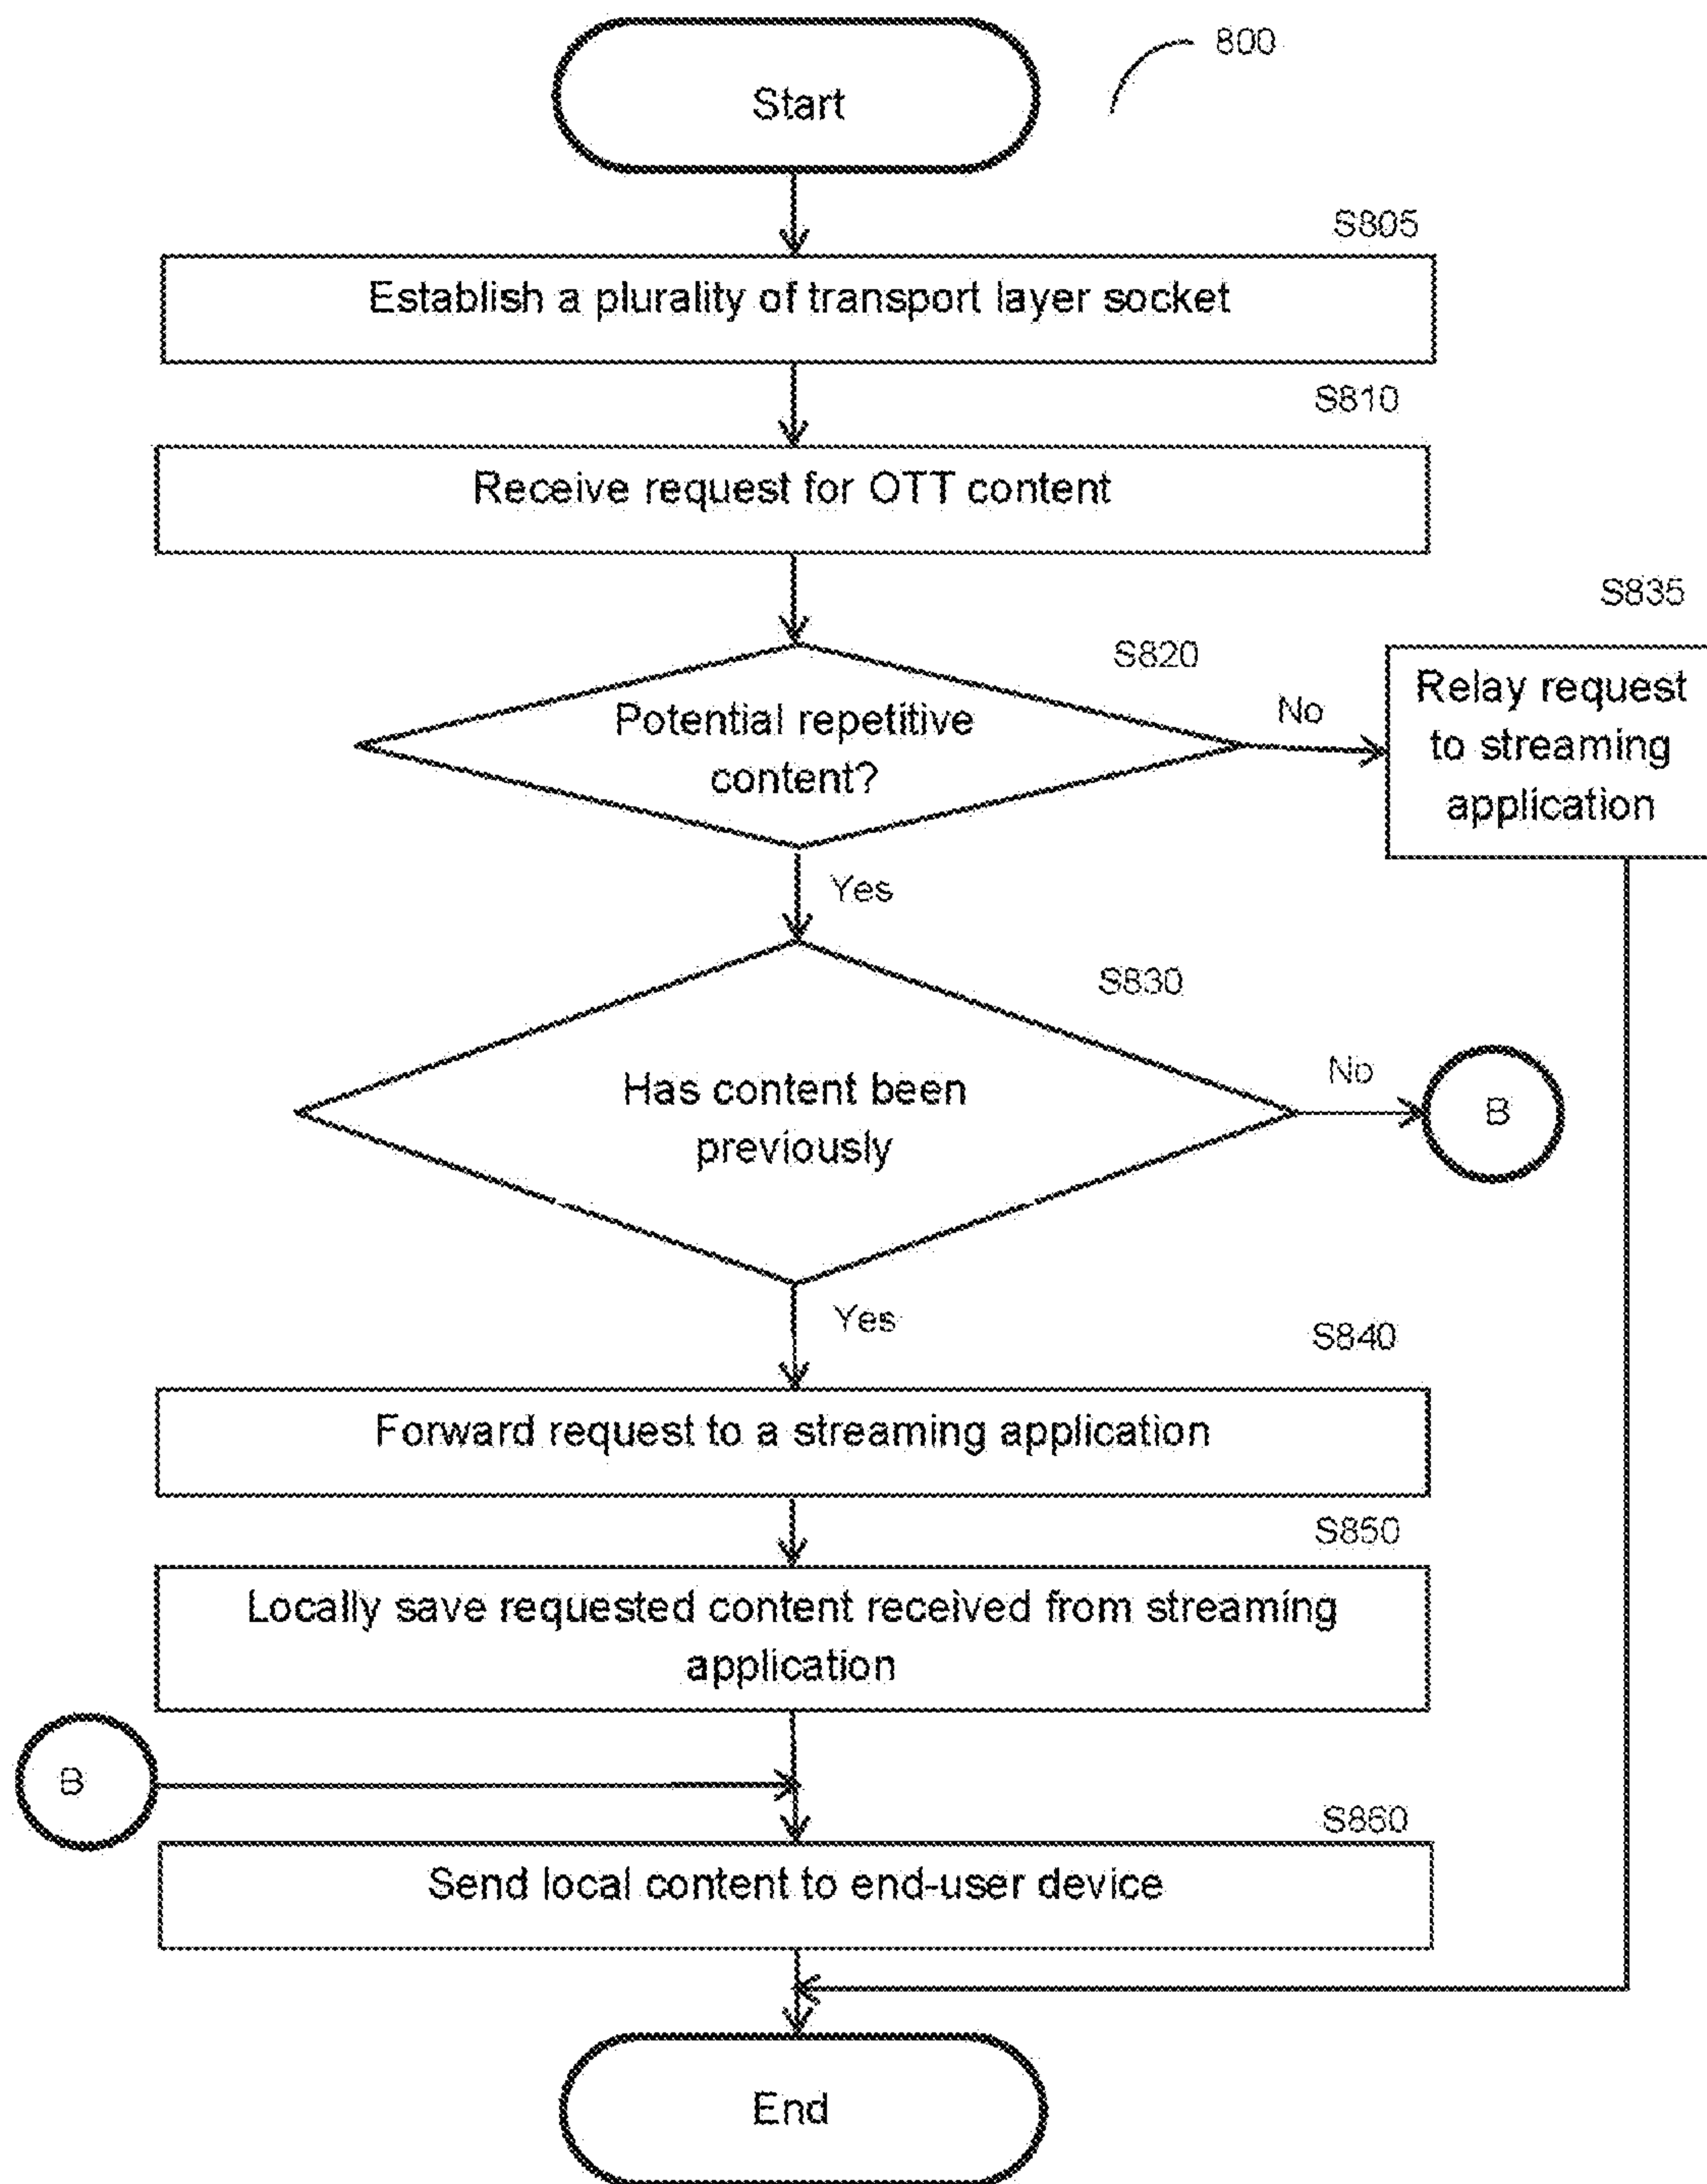 800
Start
S805
Establish a plurality of transport layer socket
S810
Receive request for OTT content
S835
S820
Relay request
to streaming
application
No
Potential repetitive
content?
Yes
S830
Has content been
previously
No
B
Yes
S840
Forward request to a streaming application
S850
Locally save requested content received from streaming
application
B
S860
Send local content to end-user device
End